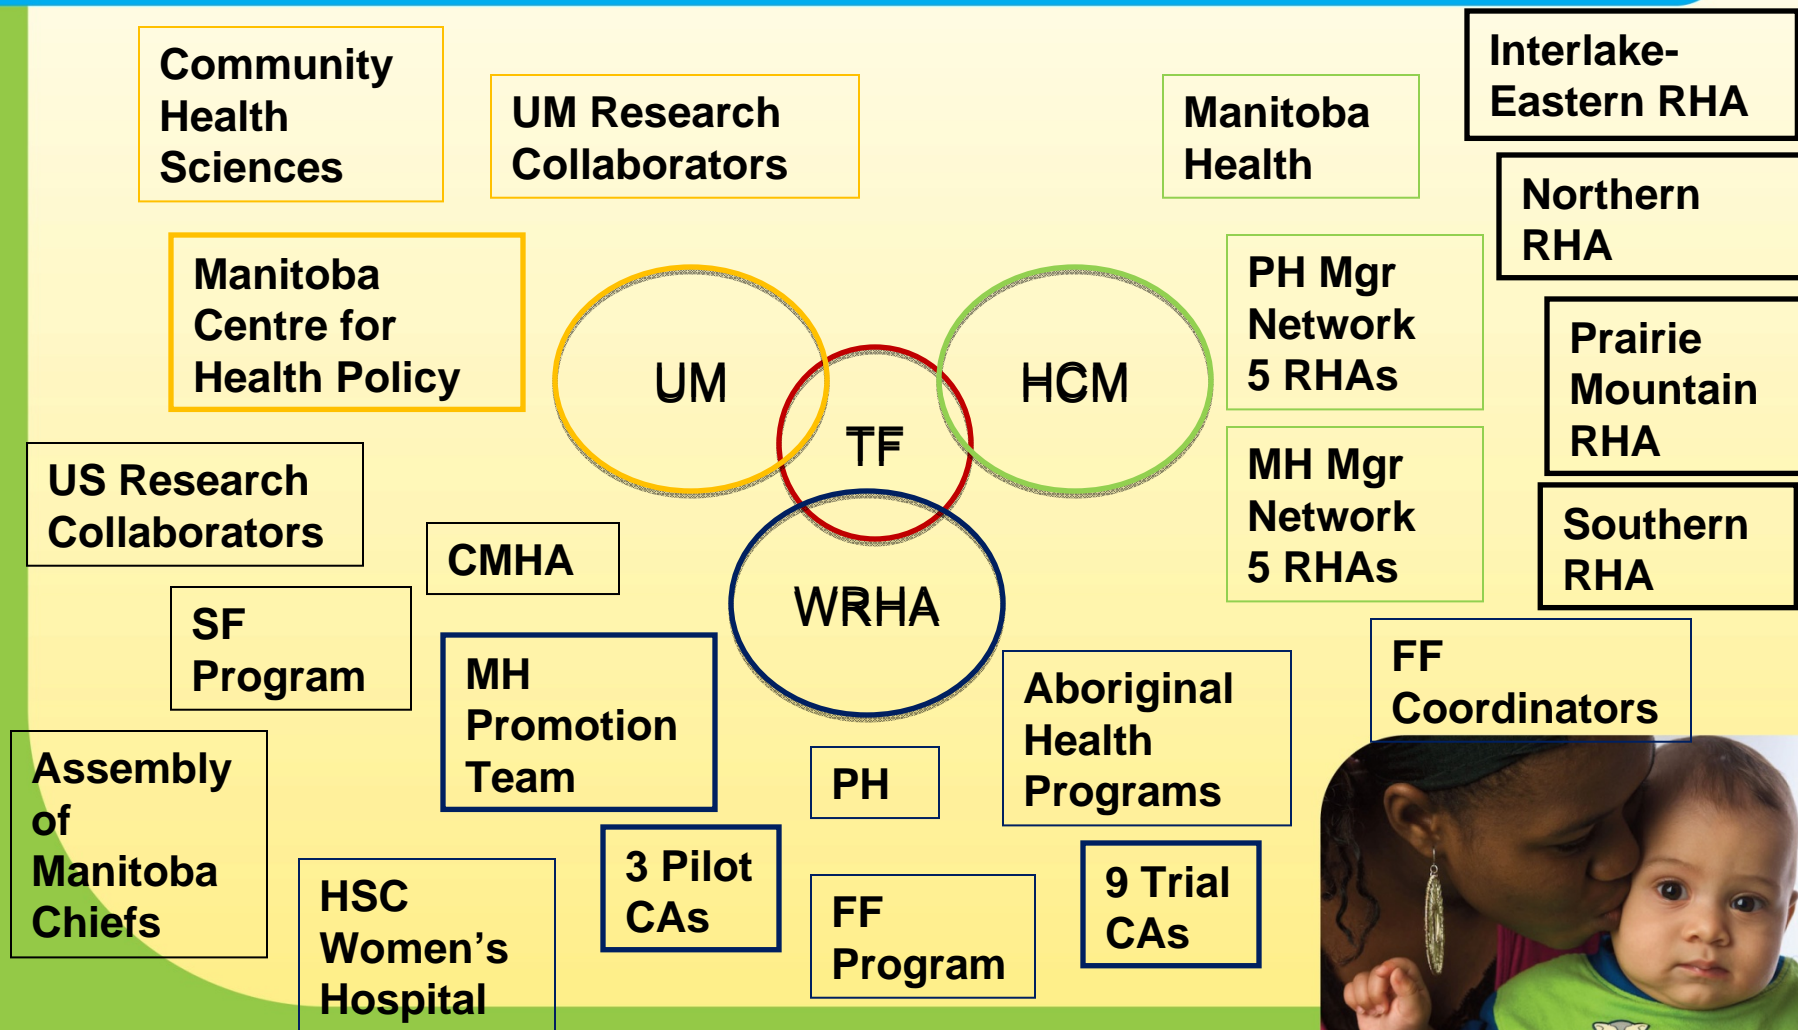 Community
Health
Sciences
UM Research
Collaborators
Manitoba
Health
Interlake-
Eastern RHA
Northern
RHA
Manitoba
Centre for
Health Policy
PH Mgr
Network
5 RHAs
Prairie
Mountain
RHA
UM
HCM
TF
WRHA
US Research
Collaborators
CMHA
MH Mgr
Network
5 RHAs
Southern
RHA
SF
Program
MH
Promotion
Team
Aboriginal
Health
Programs
FF
Coordinators
Assembly
of
Manitoba
Chiefs
PH
HSC
Women’s
Hospital
3 Pilot
CAs
FF
Program
9 Trial
CAs